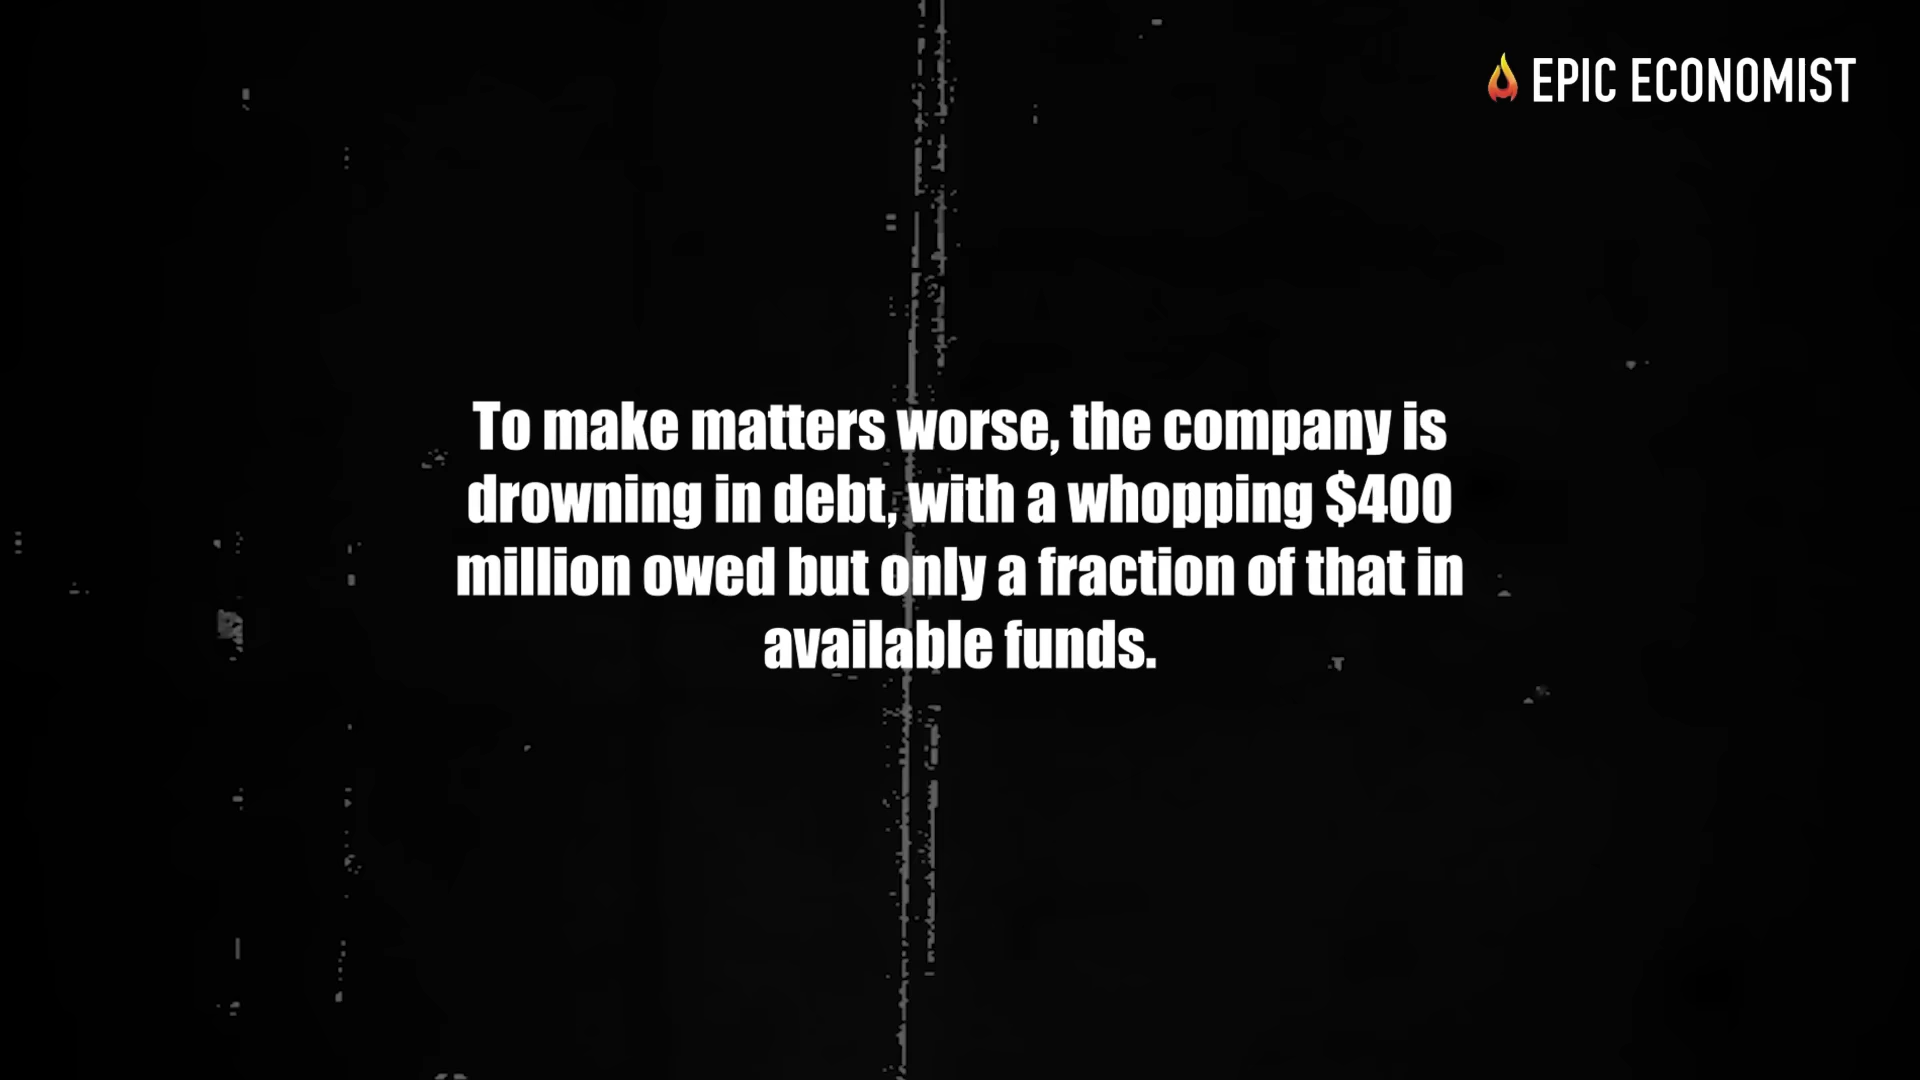 EPIC ECONOMIST
To make matters worse, the company is
drowning in debt, with a whopping $400
million owed but only a fraction of that in
available funds.